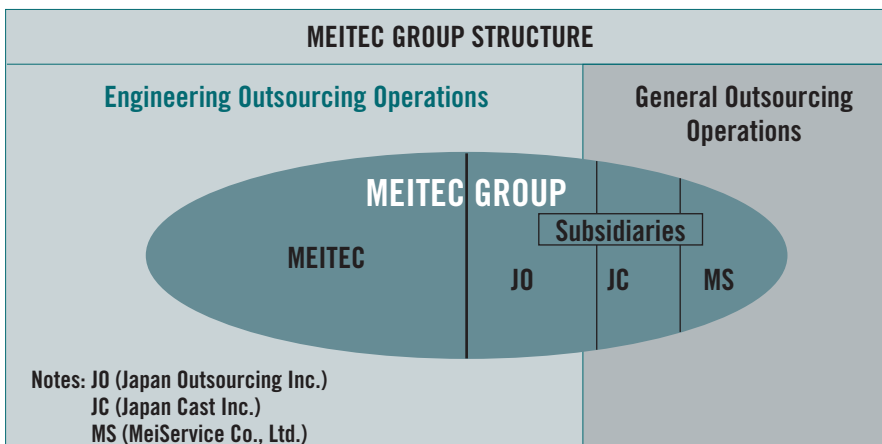 MEITEC GROUP STRUCTURE
Engineering Outsourcing Operations
General Outsourcing
Operations
MEITEC GROUP
Subsidiaries
MEITEC
JO
JC
MS
Notes: JO (Japan Outsourcing Inc.)
JC (Japan Cast Inc.)
MS (MeiService Co., Ltd.)